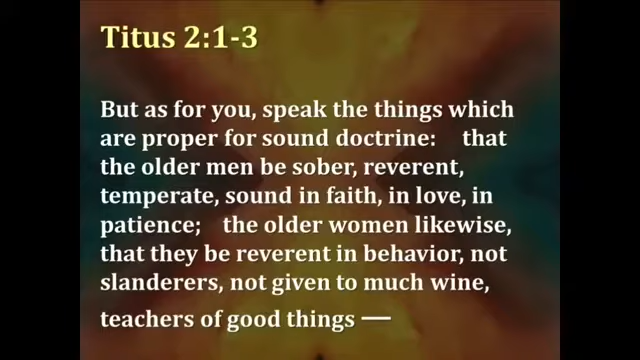 Titus 2:1-3
But as for you, speak the things which
are proper for sound doctrine: that
the older men be sober, reverent,
temperate, sound in faith, in love, in
patience; the older women likewise,
that they be reverent in behavior, not
slanderers, not given to much wine,
teachers of good things —